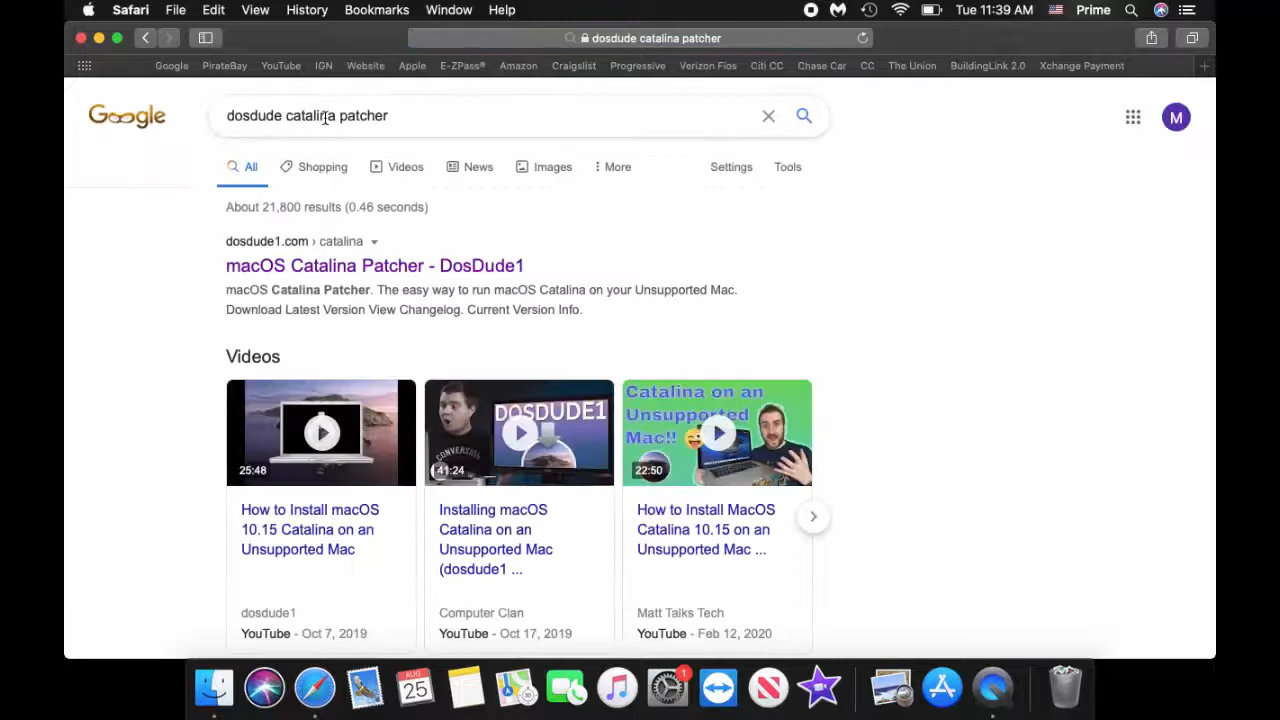 Safari File Edit View History Bookmarks Window Help Tue 11:39 AM Prime
dosdude catalina patcher
Google PirateBay YouTube IGN Website Apple E-ZPass® Amazon Craigslist Progressive Verizon Fios Citi CC Chase Car CC The Union BuildingLink 2.0 Xchange Payment
Google dosdude catalina patcher M
All Shopping Videos News Images More Settings Tools
About 21,800 results (0.46 seconds)
dosdude1.com › catalina
macOS Catalina Patcher - DosDude1
macOS Catalina Patcher. The easy way to run macOS Catalina on your Unsupported Mac.
Download Latest Version View Changelog. Current Version Info.
Videos
25:48
DOSDUDE1
CONVERSION
41:24
Catalina on an
Unsupported
Mac!!
22:50
How to Install macOS
10.15 Catalina on an
Unsupported Mac
dosdude1
YouTube - Oct 7, 2019
Installing macOS
Catalina on an
Unsupported Mac
(dosdude1 ...
Computer Clan
YouTube - Oct 17, 2019
How to Install MacOS
Catalina 10.15 on an
Unsupported Mac ...
Matt Talks Tech
YouTube - Feb 12, 2020
AUG
25
1